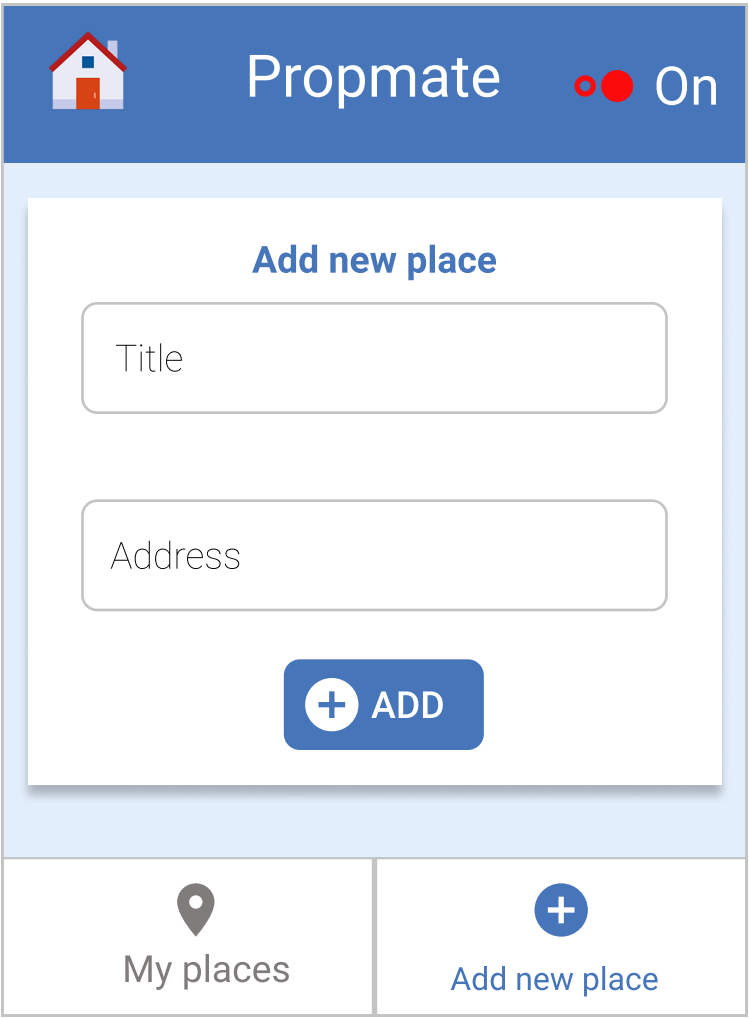 Propmate
On
Add new place
Title
Address
ADD
My places
Add new place